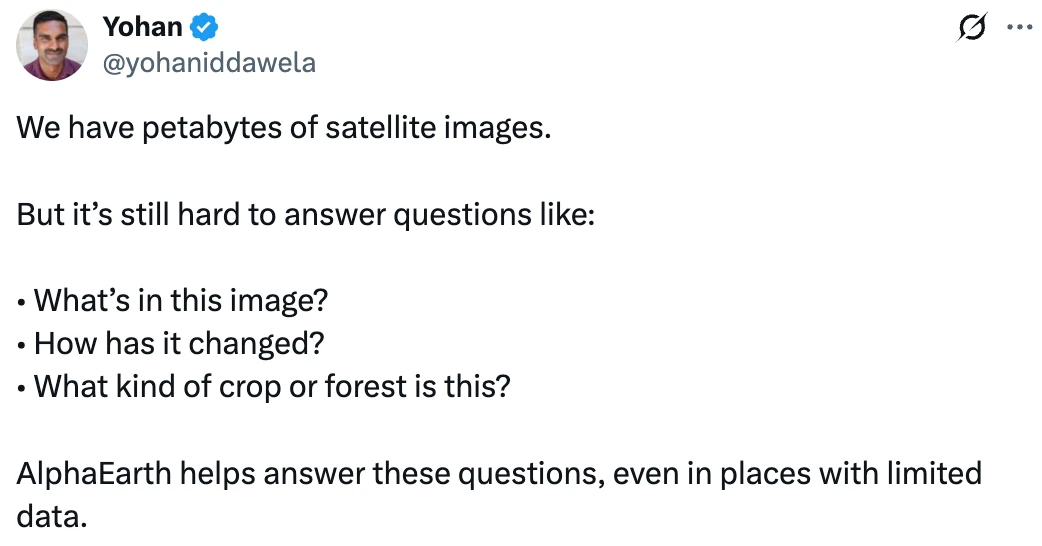 Yohan
@yohaniddawela
We have petabytes of satellite images.
But it’s still hard to answer questions like:
• What’s in this image?
• How has it changed?
• What kind of crop or forest is this?
AlphaEarth helps answer these questions, even in places with limited
data.